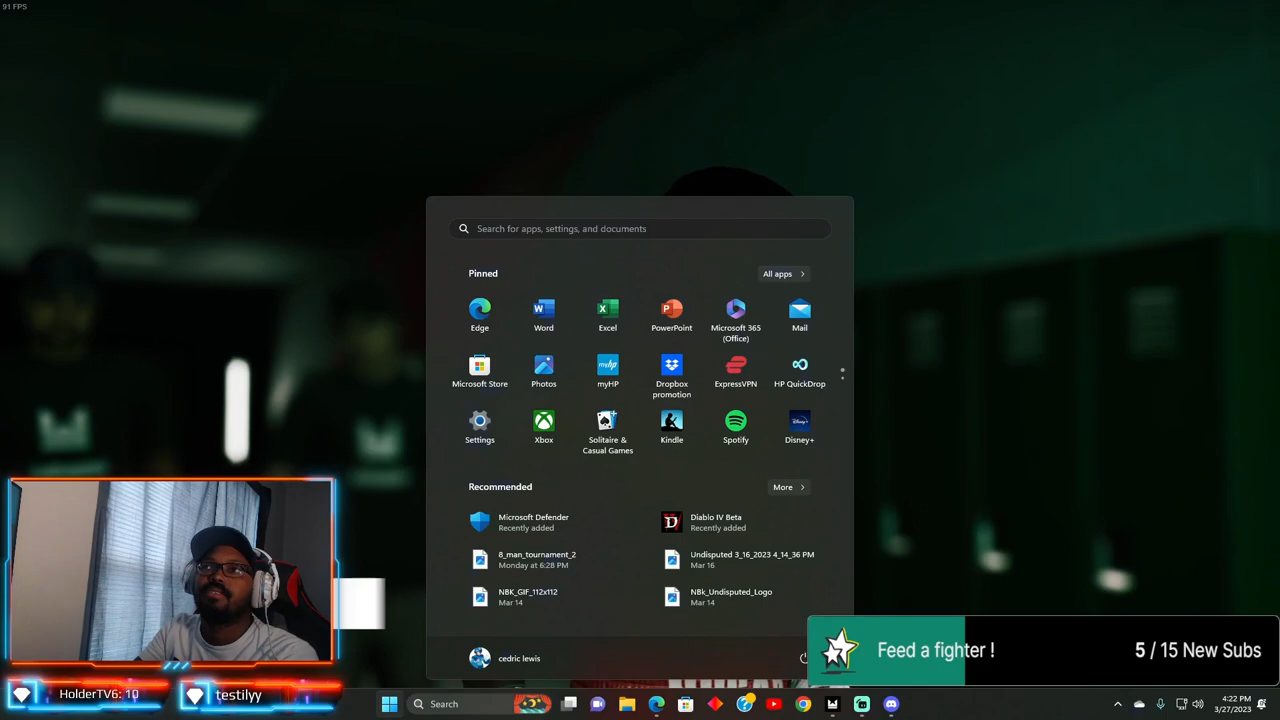 91 FPS
Search for apps, settings, and documents
Pinned
All apps
Edge
Word
Excel
PowerPoint
Microsoft 365
(Office)
Mail
Microsoft Store
Photos
myHP
Dropbox
promotion
ExpressVPN
HP QuickDrop
Settings
Xbox
Solitaire &
Casual Games
Kindle
Spotify
Disney+
Recommended
More
Microsoft Defender
Recently added
Diablo IV Beta
Recently added
8_man_tournament_2
Monday at 6:28 PM
Undisputed 3_16_2023 4_14_36 PM
Mar 16
NBK_GIF_112x112
Mar 14
NBk_Undisputed_Logo
Mar 14
cedric lewis
Feed a fighter !
5 / 15 New Subs
HolderTV6: 10
testilyy
Search
4:22 PM
3/27/2023